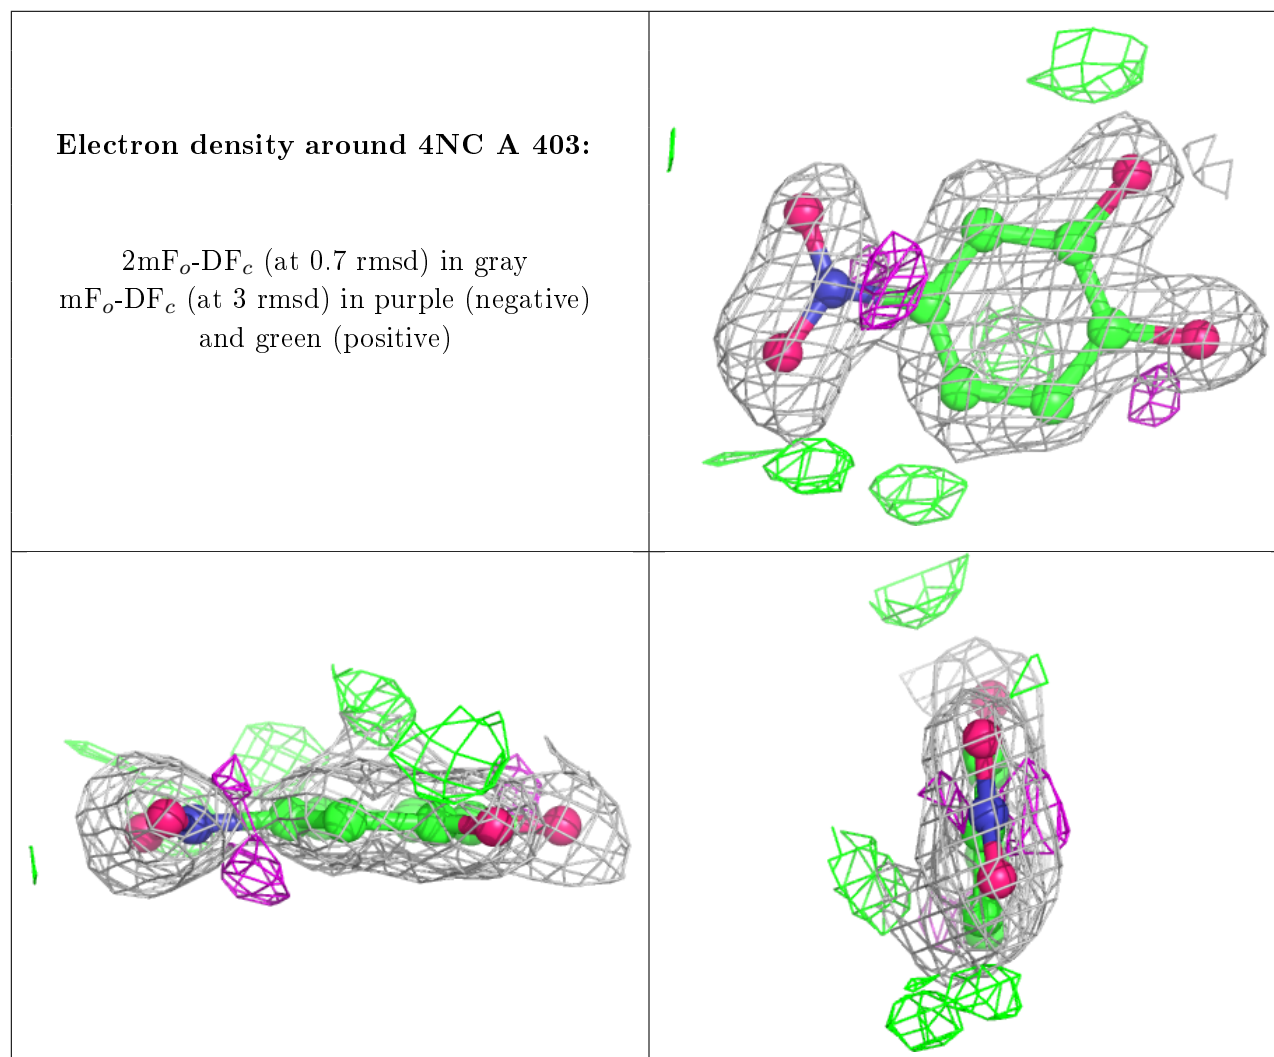 Electron density around 4NC A 403:
2mFₒ-DF𝒸 (at 0.7 rmsd) in gray
mFₒ-DF𝒸 (at 3 rmsd) in purple (negative)
and green (positive)